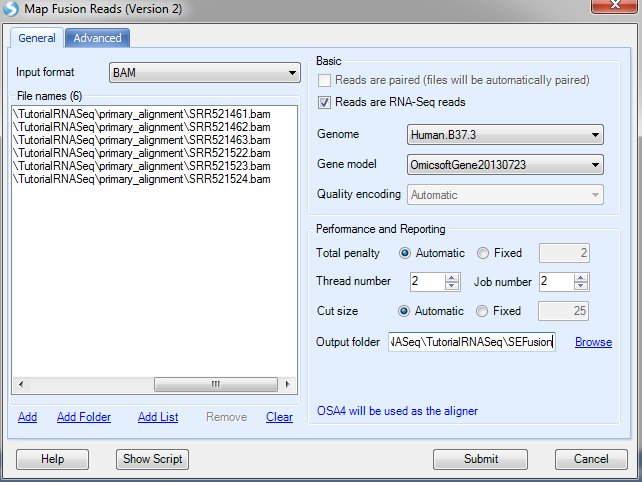 Map Fusion Reads (Version 2)
General
Advanced
Input format
BAM
File names (6)
\TutorialRNASeq\primary_alignment\SRR521461.bam
\TutorialRNASeq\primary_alignment\SRR521462.bam
\TutorialRNASeq\primary_alignment\SRR521463.bam
\TutorialRNASeq\primary_alignment\SRR521522.bam
\TutorialRNASeq\primary_alignment\SRR521523.bam
\TutorialRNASeq\primary_alignment\SRR521524.bam
Add
Add Folder
Add List
Remove
Clear
Basic
Reads are paired (files will be automatically paired)
Reads are RNA-Seq reads
Genome
Human.B37.3
Gene model
OmicsoftGene20130723
Quality encoding
Automatic
Performance and Reporting
Total penalty
Automatic
Fixed
2
Thread number
2
Job number
2
Cut size
Automatic
Fixed
25
Output folder
NASeq\TutorialRNASeq\SEFusion
Browse
OSA4 will be used as the aligner
Help
Show Script
Submit
Cancel